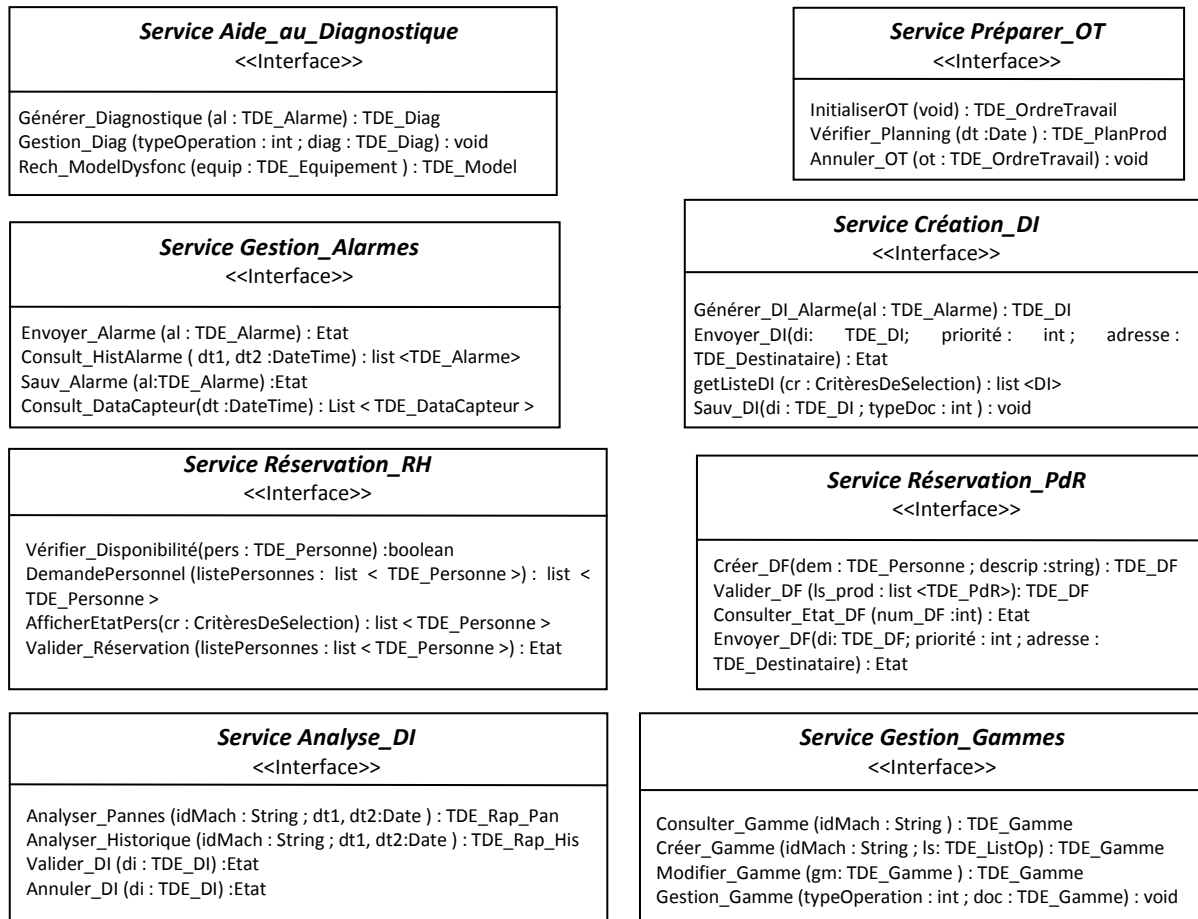 Service Aide_au_Diagnostique
<<Interface>>
Générer_Diagnostique (al : TDE_Alarme) : TDE_Diag
Gestion_Diag (typeOperation : int ; diag : TDE_Diag) : void
Rech_ModelDysfonc (equip : TDE_Equipement ) : TDE_Model
Service Préparer_OT
<<Interface>>
InitialiserOT (void) : TDE_OrdreTravail
Vérifier_Planning (dt :Date ) : TDE_PlanProd
Annuler_OT (ot : TDE_OrdreTravail) : void
Service Gestion_Alarmes
<<Interface>>
Envoyer_Alarme (al : TDE_Alarme) : Etat
Consult_HistAlarme ( dt1, dt2 :DateTime) : list <TDE_Alarme>
Sauv_Alarme (al:TDE_Alarme) :Etat
Consult_DataCapteur(dt :DateTime) : List < TDE_DataCapteur >
Service Création_DI
<<Interface>>
Générer_DI_Alarme(al : TDE_Alarme) : TDE_DI
Envoyer_DI(di: TDE_DI; priorité : int ; adresse :
TDE_Destinataire) : Etat
getListeDI (cr : CritèresDeSelection) : list <DI>
Sauv_DI(di : TDE_DI ; typeDoc : int ) : void
Service Réservation_RH
<<Interface>>
Vérifier_Disponibilité(pers : TDE_Personne) :boolean
DemandePersonnel (listePersonnes : list < TDE_Personne >) : list <
TDE_Personne >
AfficherEtatPers(cr : CritèresDeSelection) : list < TDE_Personne >
Valider_Réservation (listePersonnes : list < TDE_Personne >) : Etat
Service Réservation_PdR
<<Interface>>
Créer_DF(dem : TDE_Personne ; descrip :string) : TDE_DF
Valider_DF (ls_prod : list <TDE_PdR>): TDE_DF
Consulter_Etat_DF (num_DF :int) : Etat
Envoyer_DF(di: TDE_DF; priorité : int ; adresse :
TDE_Destinataire) : Etat
Service Analyse_DI
<<Interface>>
Analyser_Pannes (idMach : String ; dt1, dt2:Date ) : TDE_Rap_Pan
Analyser_Historique (idMach : String ; dt1, dt2:Date ) : TDE_Rap_His
Valider_DI (di : TDE_DI) :Etat
Annuler_DI (di : TDE_DI) :Etat
Service Gestion_Gammes
<<Interface>>
Consulter_Gamme (idMach : String ) : TDE_Gamme
Créer_Gamme (idMach : String ; ls: TDE_ListOp) : TDE_Gamme
Modifier_Gamme (gm: TDE_Gamme ) : TDE_Gamme
Gestion_Gamme (typeOperation : int ; doc : TDE_Gamme) : void